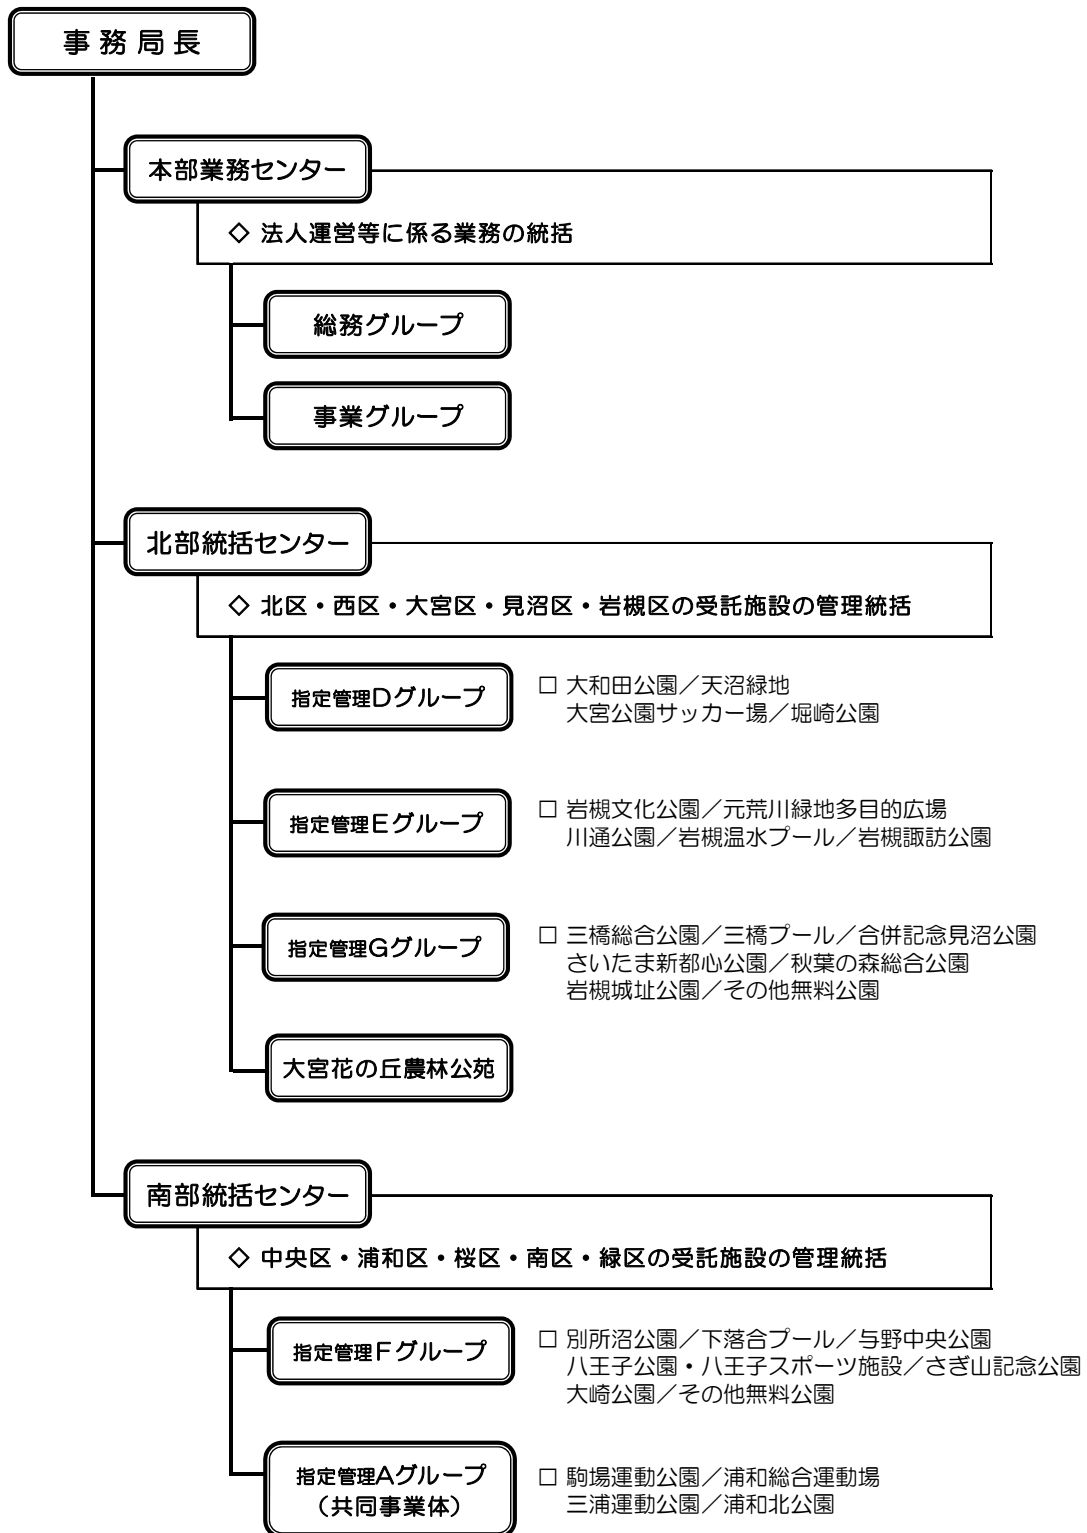 事務局長
本部業務センター
◇ 法人運営等に係る業務の統括
総務グループ
事業グループ
北部統括センター
◇ 北区・西区・大宮区・見沼区・岩槻区の受託施設の管理統括
指定管理Dグループ
□ 大和田公園／天沼緑地
大宮公園サッカー場／堀崎公園
指定管理Eグループ
□ 岩槻文化公園／元荒川緑地多目的広場
川通公園／岩槻温水プール／岩槻諏訪公園
指定管理Gグループ
□ 三橋総合公園／三橋プール／合併記念見沼公園
さいたま新都心公園／秋葉の森総合公園
岩槻城址公園／その他無料公園
大宮花の丘農林公苑
南部統括センター
◇ 中央区・浦和区・桜区・南区・緑区の受託施設の管理統括
指定管理Fグループ
□ 別所沼公園／下落合プール／与野中央公園
八王子公園・八王子スポーツ施設／さぎ山記念公園
大崎公園／その他無料公園
指定管理Aグループ
（共同事業体）
□ 駒場運動公園／浦和総合運動場
三浦運動公園／浦和北公園